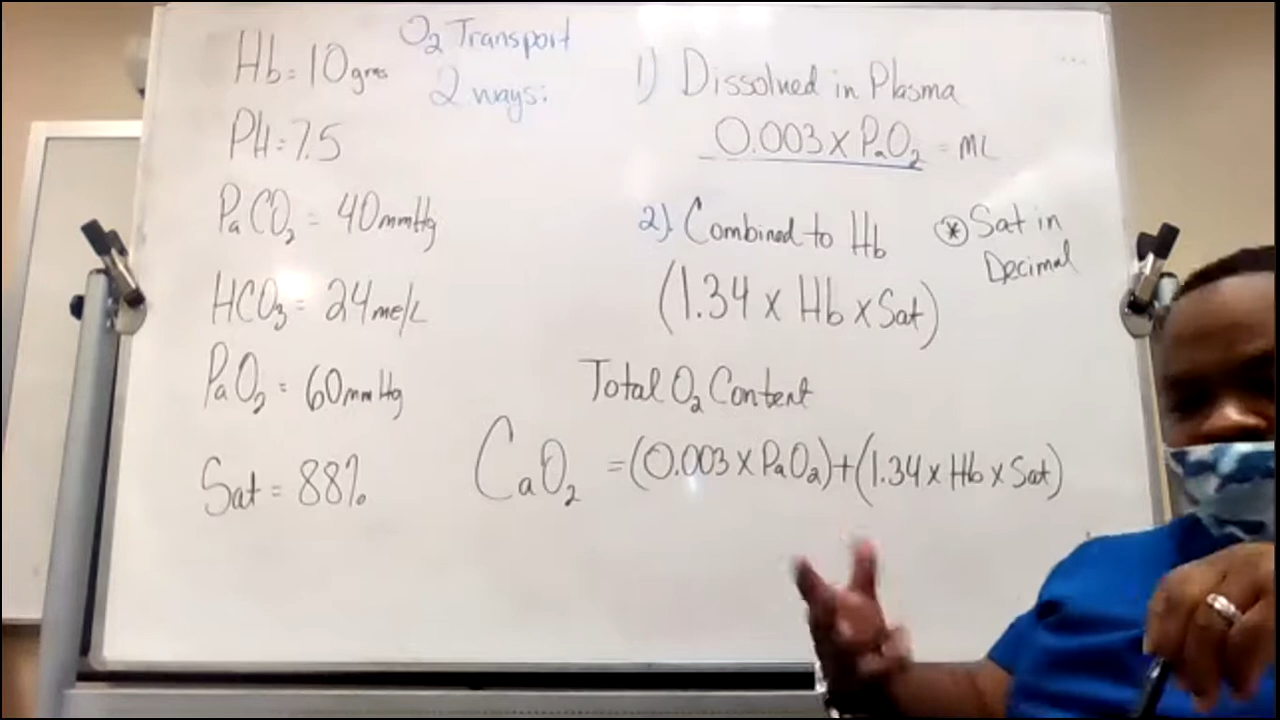 Hb = 10 gms
PH = 7.5
PaCO₂ = 40 mmHg
HCO₃ = 24 me/L
PaO₂ = 60 mmHg
Sat = 88%
O₂ Transport
2 ways:
1) Dissolved in Plasma
0.003 x PaO₂ = mL
2) Combined to Hb
(1.34 x Hb x Sat)
* Sat in
Decimal
Total O₂ Content
CaO₂ = (0.003 x PaO₂) + (1.34 x Hb x Sat)